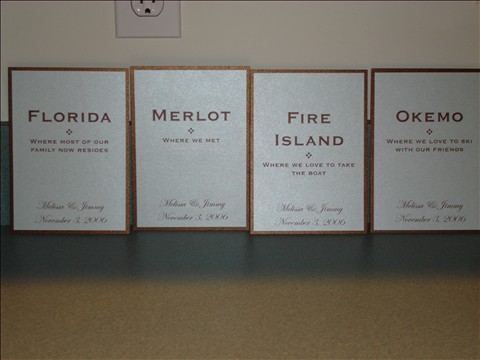 Florida
Where most of our
family now resides
Melissa & Jimmy
November 3, 2006
Merlot
Where we met
Melissa & Jimmy
November 3, 2006
Fire
Island
Where we love to take
the boat
Melissa & Jimmy
November 3, 2006
Okemo
Where we love to ski
with our friends
Melissa & Jimmy
November 3, 2006